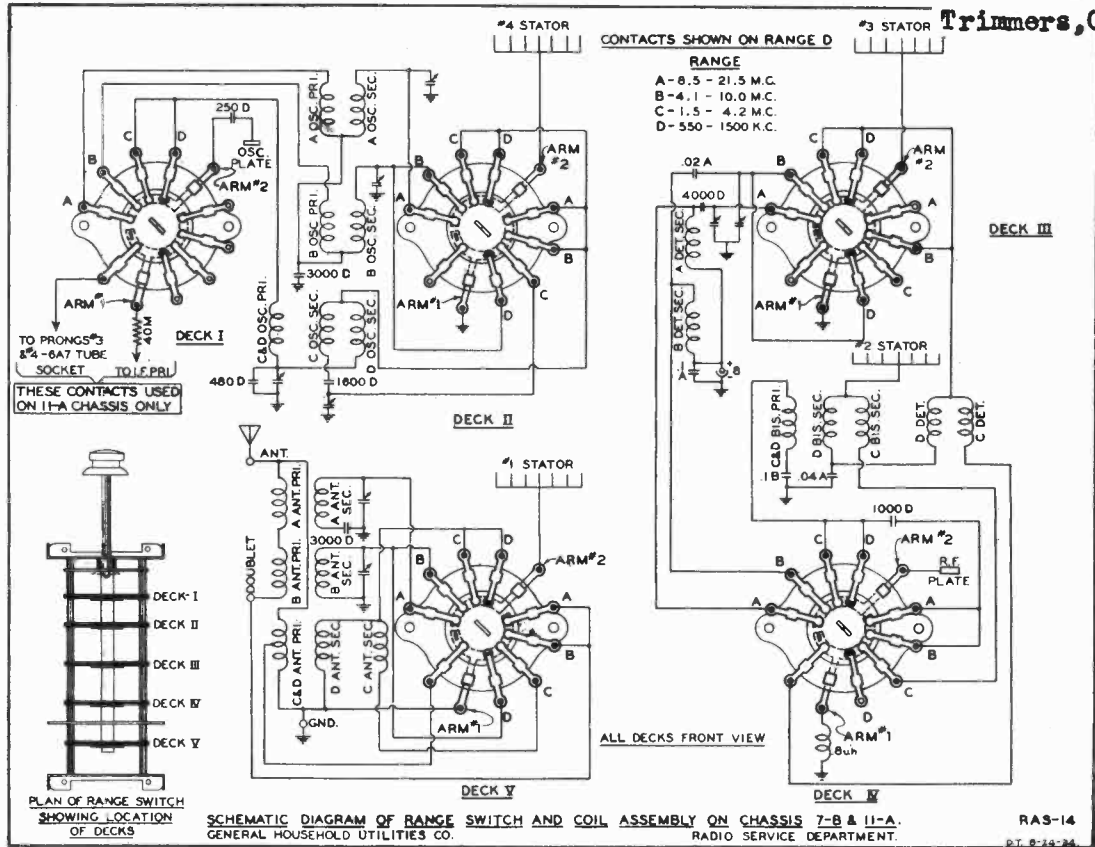 Trimmers,C
#4 STATOR
CONTACTS SHOWN ON RANGE D
RANGE
A-8.5 - 21.5 M.C.
B-4.1 - 10.0 M.C.
C-1.5 - 4.2 M.C.
D-550 - 1500 K.C.
#3 STATOR
250 D
OSC. PLATE
ARM #2
A
B
C
D
ARM #1
40M
DECK I
TO PRONGS #3
& #4-6A7 TUBE
SOCKET
TO I.F. PRI.
THESE CONTACTS USED
ON 11-A CHASSIS ONLY
A OSC. PRI.
A OSC. SEC.
B OSC. PRI.
B OSC. SEC.
3000 D
C&D OSC. PRI.
C OSC. SEC.
D OSC. SEC.
480 D
1600 D
A
B
C
D
ARM
#2
A
B
C
D
ARM #1
DECK II
.02 A
4000 D
A DET. SEC.
B DET. SEC.
+
B
A
B
C
D
ARM
#2
A
B
C
D
ARM #1
DECK III
#2 STATOR
C&D BIS. PRI.
D BIS. SEC.
C BIS. SEC.
D DET.
C DET.
.1 B
.04 A
1000 D
ANT.
DOUBLET
A ANT. PRI.
A ANT. SEC.
3000 D
B ANT. PRI.
B ANT. SEC.
C&D ANT. PRI.
D ANT. SEC.
C ANT. SEC.
GND.
#1 STATOR
A
B
C
D
ARM #2
A
B
C
D
ARM #1
DECK V
ALL DECKS FRONT VIEW
A
B
C
D
ARM #2
R.F.
PLATE
A
B
C
D
ARM #1
.8uh
DECK IV
DECK-I
DECK II
DECK III
DECK IV
DECK V
PLAN OF RANGE SWITCH
SHOWING LOCATION
OF DECKS
SCHEMATIC DIAGRAM OF RANGE SWITCH AND COIL ASSEMBLY ON CHASSIS 7-B & 11-A.
GENERAL HOUSEHOLD UTILITIES CO. RADIO SERVICE DEPARTMENT.
RAS-14